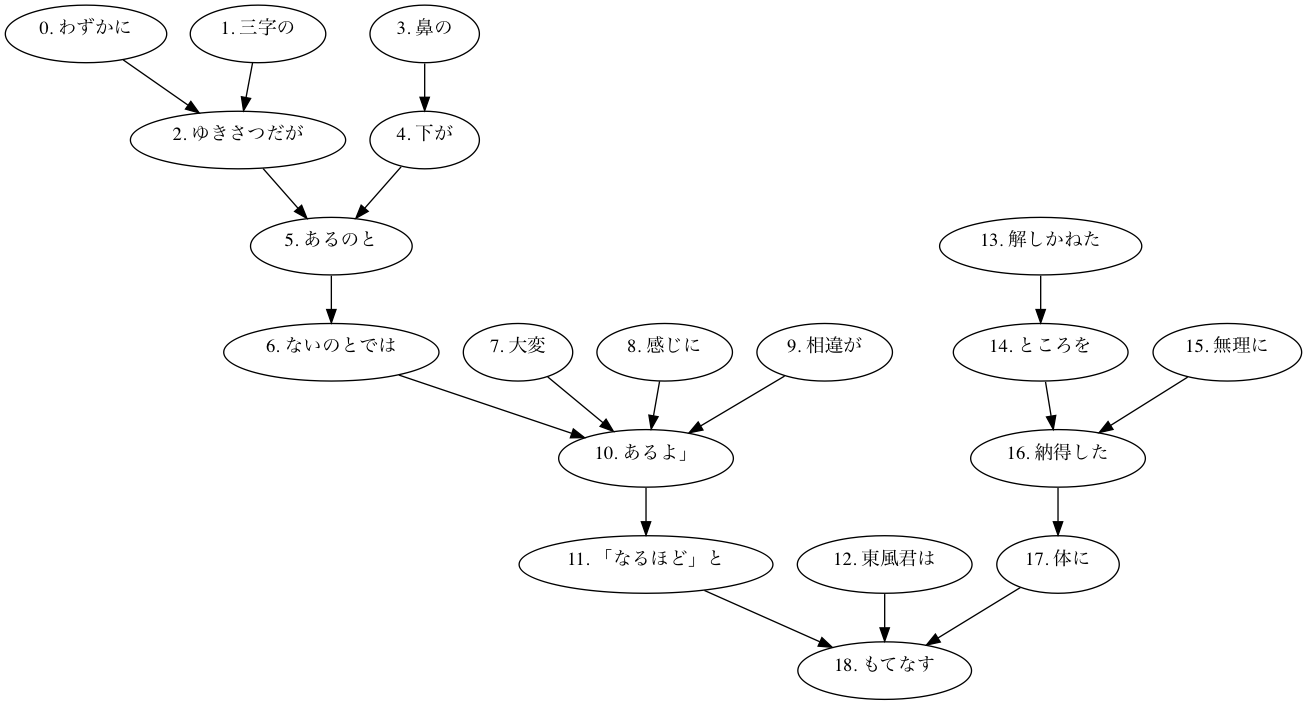 0. わずかに
1. 三字の
3. 鼻の
2. ゆきさつだが
4. 下が
5. あるのと
13. 解しかねた
6. ないのとでは
7. 大変
8. 感じに
9. 相違が
14. ところを
15. 無理に
10. あるよ」
16. 納得した
11. 「なるほど」と
12. 東風君は
17. 体に
18. もてなす